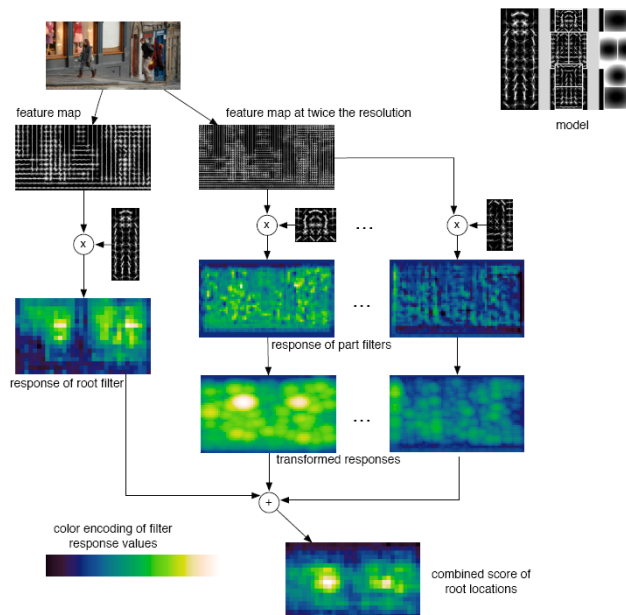 model
feature map
feature map at twice the resolution
x
x
...
x
...
response of part filters
response of root filter
...
transformed responses
+
color encoding of filter
response values
combined score of
root locations